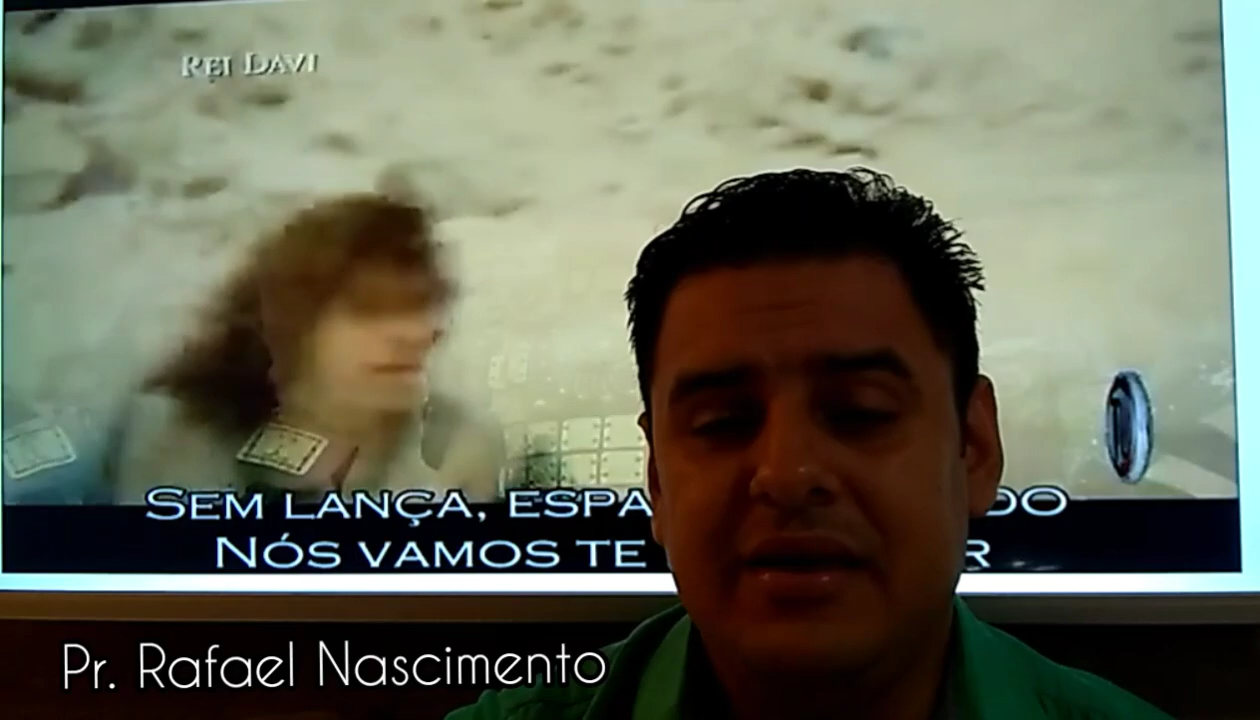 REI DAVI
SEM LANÇA, ESPA DO
NÓS VAMOS TE R
Pr. Rafael Nascimento